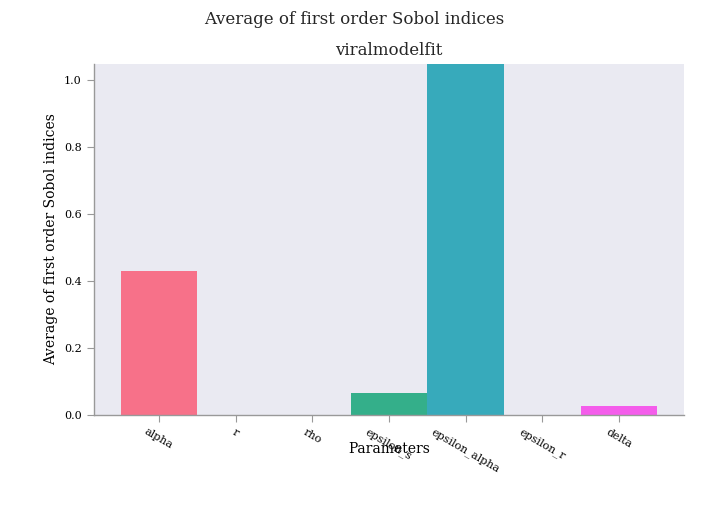 Average of first order Sobol indices
viralmodelfit
Average of first order Sobol indices
1.0
0.8
0.6
0.4
0.2
0.0
alpha
r
rho
epsilon_s
epsilon_alpha
epsilon_r
delta
Parameters